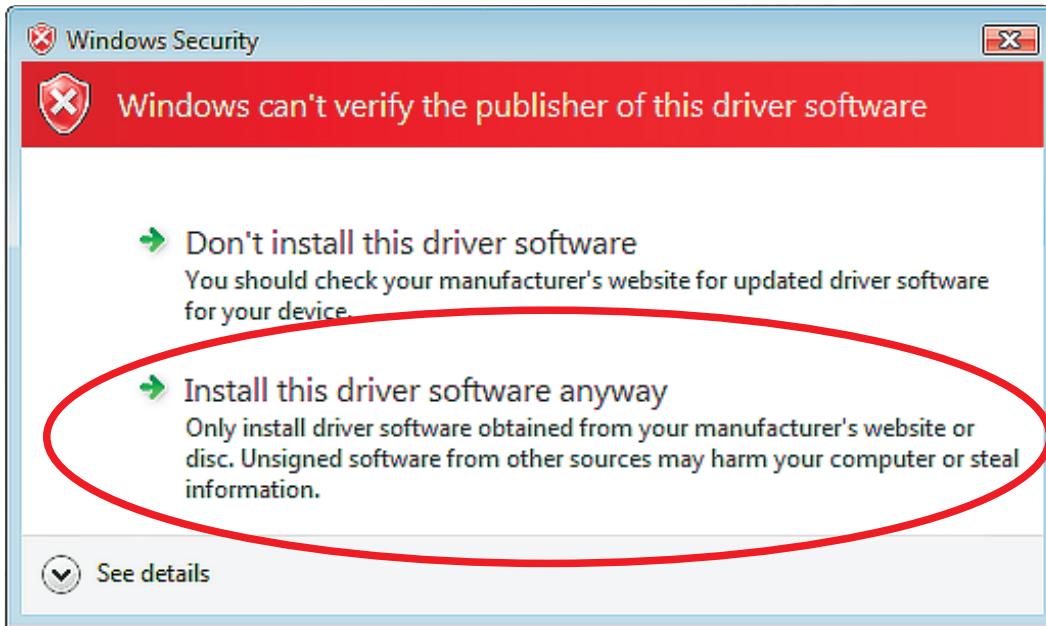 Windows Security
Windows can't verify the publisher of this driver software
Don't install this driver software
You should check your manufacturer's website for updated driver software
for your device.
Install this driver software anyway
Only install driver software obtained from your manufacturer's website or
disc. Unsigned software from other sources may harm your computer or steal
information.
See details